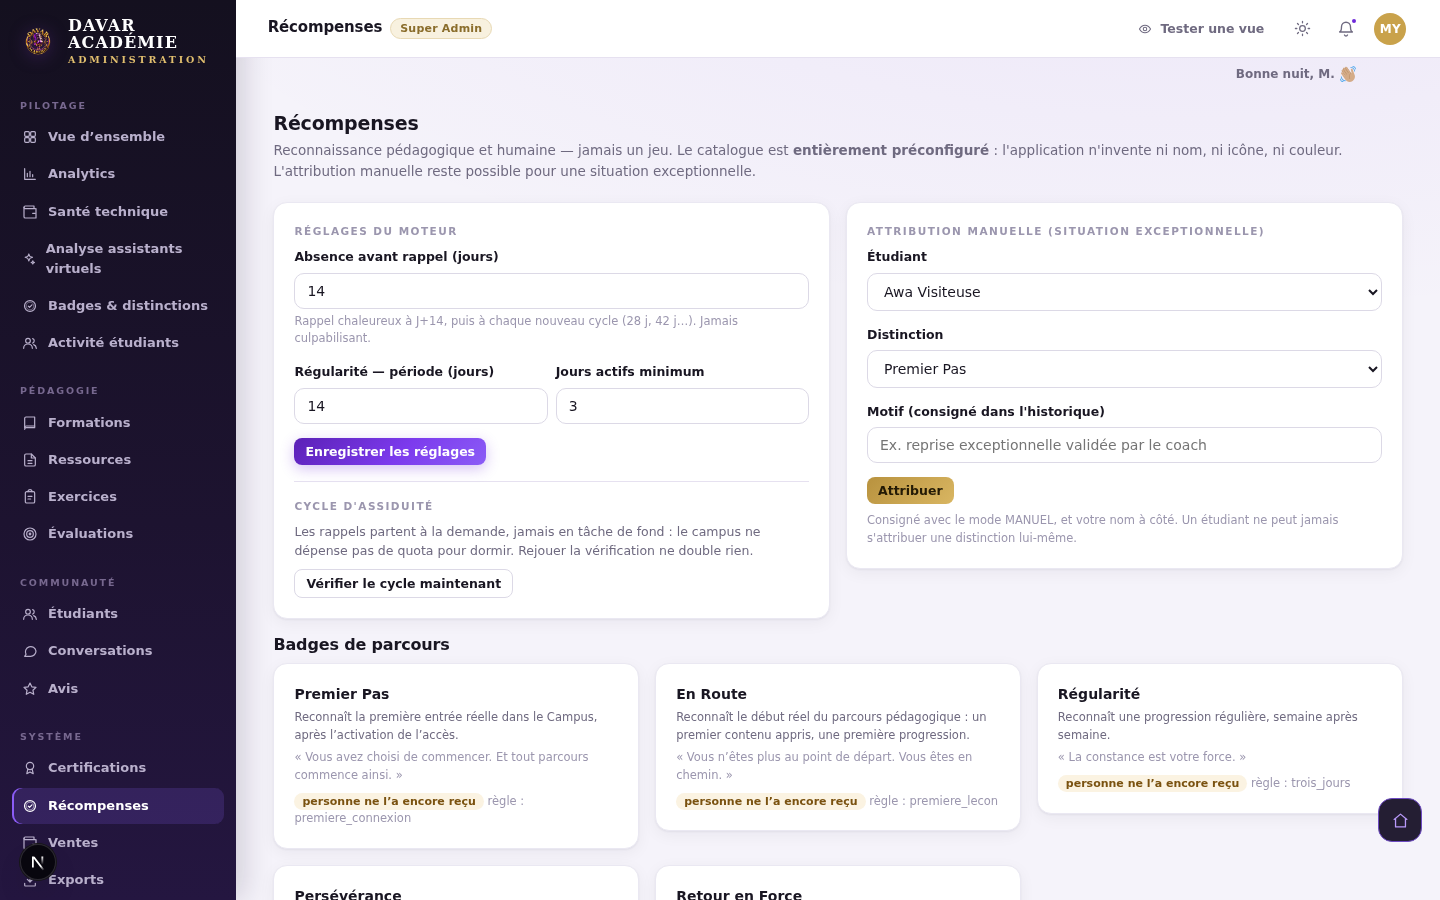 DAVAR
ACADÉMIE
ADMINISTRATION
PILOTAGE
Vue d’ensemble
Analytics
Santé technique
Analyse assistants
virtuels
Badges & distinctions
Activité étudiants
PÉDAGOGIE
Formations
Ressources
Exercices
Évaluations
COMMUNAUTÉ
Étudiants
Conversations
Avis
SYSTÈME
Certifications
Récompenses
Ventes
Exports
N
Récompenses Super Admin
Tester une vue
MY
Bonne nuit, M. 👋🏽
Récompenses
Reconnaissance pédagogique et humaine — jamais un jeu. Le catalogue est entièrement préconfiguré : l'application n'invente ni nom, ni icône, ni couleur.
L'attribution manuelle reste possible pour une situation exceptionnelle.
RÉGLAGES DU MOTEUR
Absence avant rappel (jours)
14
Rappel chaleureux à J+14, puis à chaque nouveau cycle (28 j, 42 j…). Jamais
culpabilisant.
Régularité — période (jours) Jours actifs minimum
14 3
Enregistrer les réglages
CYCLE D'ASSIDUITÉ
Les rappels partent à la demande, jamais en tâche de fond : le campus ne
dépense pas de quota pour dormir. Rejouer la vérification ne double rien.
Vérifier le cycle maintenant
ATTRIBUTION MANUELLE (SITUATION EXCEPTIONNELLE)
Étudiant
Awa Visiteuse
Distinction
Premier Pas
Motif (consigné dans l'historique)
Ex. reprise exceptionnelle validée par le coach
Attribuer
Consigné avec le mode MANUEL, et votre nom à côté. Un étudiant ne peut jamais
s'attribuer une distinction lui-même.
Badges de parcours
Premier Pas
Reconnaît la première entrée réelle dans le Campus,
après l’activation de l’accès.
« Vous avez choisi de commencer. Et tout parcours
commence ainsi. »
personne ne l’a encore reçu règle :
premiere_connexion
En Route
Reconnaît le début réel du parcours pédagogique : un
premier contenu appris, une première progression.
« Vous n’êtes plus au point de départ. Vous êtes en
chemin. »
personne ne l’a encore reçu règle : premiere_lecon
Régularité
Reconnaît une progression régulière, semaine après
semaine.
« La constance est votre force. »
personne ne l’a encore reçu règle : trois_jours
Persévérance
Retour en Force